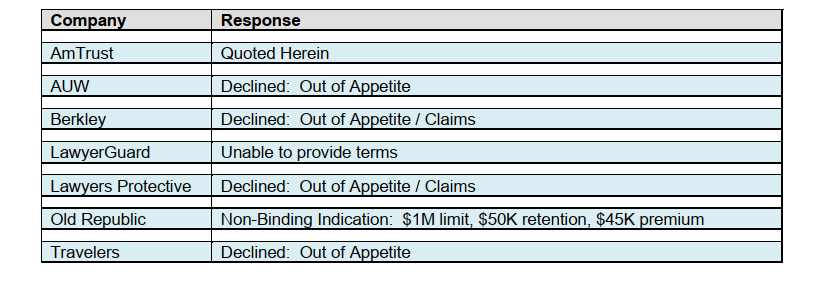 Company Response
AmTrust Quoted Herein
AUW Declined:  Out of Appetite
Berkley Declined:  Out of Appetite / Claims
LawyerGuard Unable to provide terms
Lawyers Protective Declined:  Out of Appetite / Claims
Old Republic Non-Binding Indication:  $1M limit, $50K retention, $45K premium
Travelers Declined:  Out of Appetite